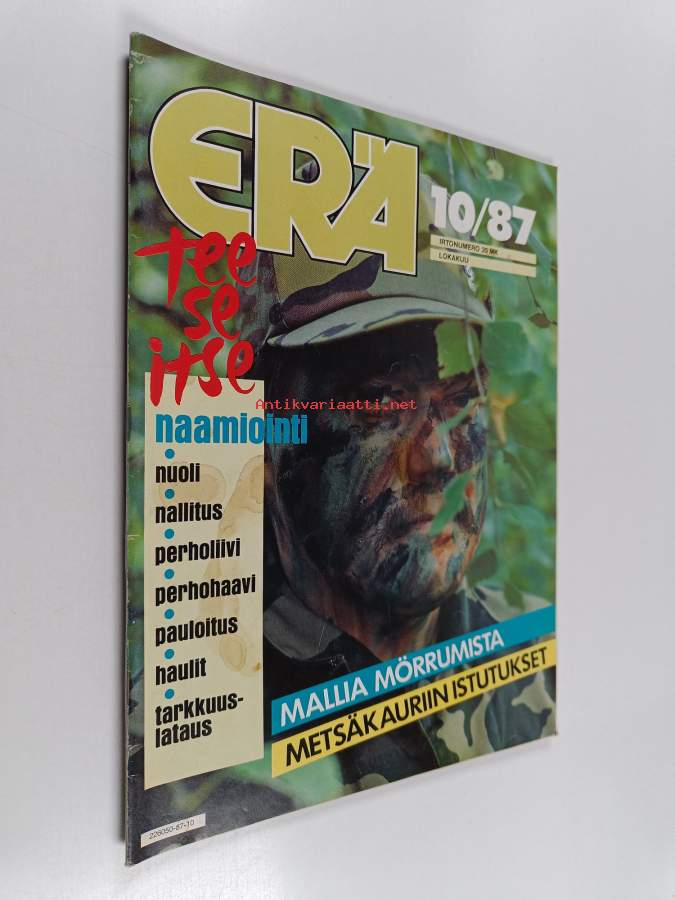 ERÄ
10/87
IRTONUMERO 20 MK
LOKAKUU
tee
se
itse
Antikvariaatti.net
naamiointi
nuoli
nallitus
perholiivi
perhohaavi
pauloitus
haulit
tarkkuus-
lataus
MALLIA MÖRRUMISTA
METSÄKAURIIN ISTUTUKSET
226050-87-10